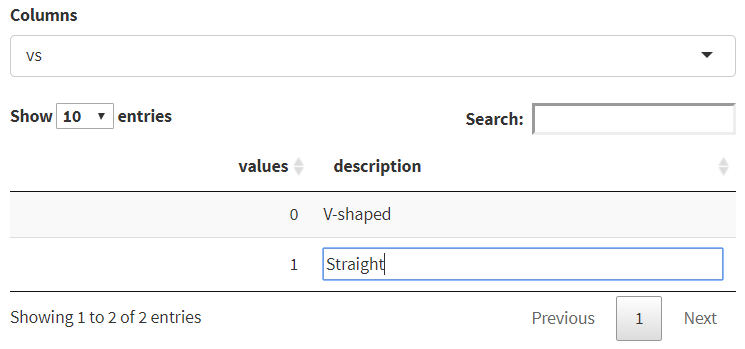 Columns
vs
Show 10 entries
Search:
values description
0 V-shaped
1 Straight
Showing 1 to 2 of 2 entries
Previous 1 Next